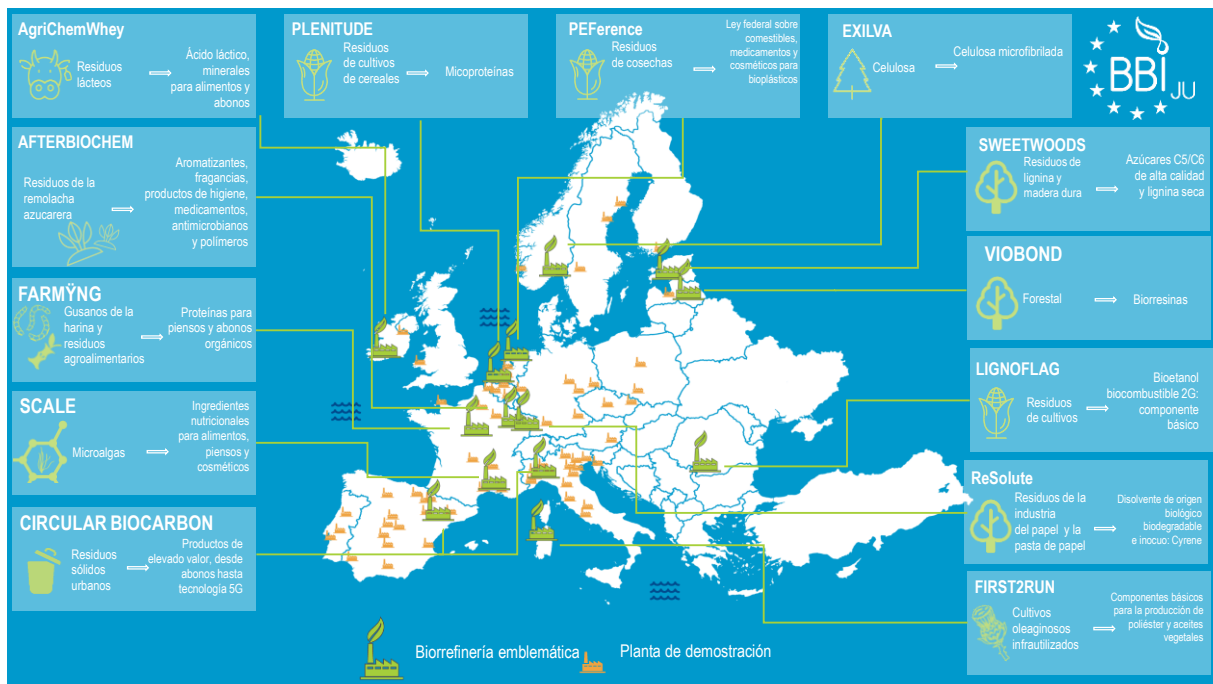 AgriChemWhey
Residuos
lácteos
Ácido láctico,
minerales
para alimentos y
abonos
PLENITUDE
Residuos
de cultivos
de cereales
Micoproteínas
PEFerence
Residuos
de cosechas
Ley federal sobre
comestibles,
medicamentos y
cosméticos para
bioplásticos
EXILVA
Celulosa
Celulosa microfibrilada
BBI JU
AFTERBIOCHEM
Residuos de la
remolacha
azucarera
Aromatizantes,
fragancias,
productos de higiene,
medicamentos,
antimicrobianos
y polímeros
SWEETWOODS
Residuos de
lignina y
madera dura
Azúcares C5/C6
de alta calidad
y lignina seca
VIOBOND
Forestal
Biorresinas
FARMŸNG
Gusanos de la
harina y
residuos
agroalimentarios
Proteínas para
piensos y abonos
orgánicos
LIGNOFLAG
Residuos
de cultivos
Bioetanol
biocombustible 2G:
componente
básico
SCALE
Microalgas
Ingredientes
nutricionales
para alimentos,
piensos y
cosméticos
ReSolute
Residuos de la
industria
del papel y la
pasta de papel
Disolvente de origen
biológico
biodegradable
e inocuo: Cyrene
CIRCULAR BIOCARBON
Residuos
sólidos
urbanos
Productos de
elevado valor, desde
abonos hasta
tecnología 5G
FIRST2RUN
Cultivos
oleaginosos
infrautilizados
Componentes básicos
para la producción de
poliéster y aceites
vegetales
Biorrefinería emblemática
Planta de demostración